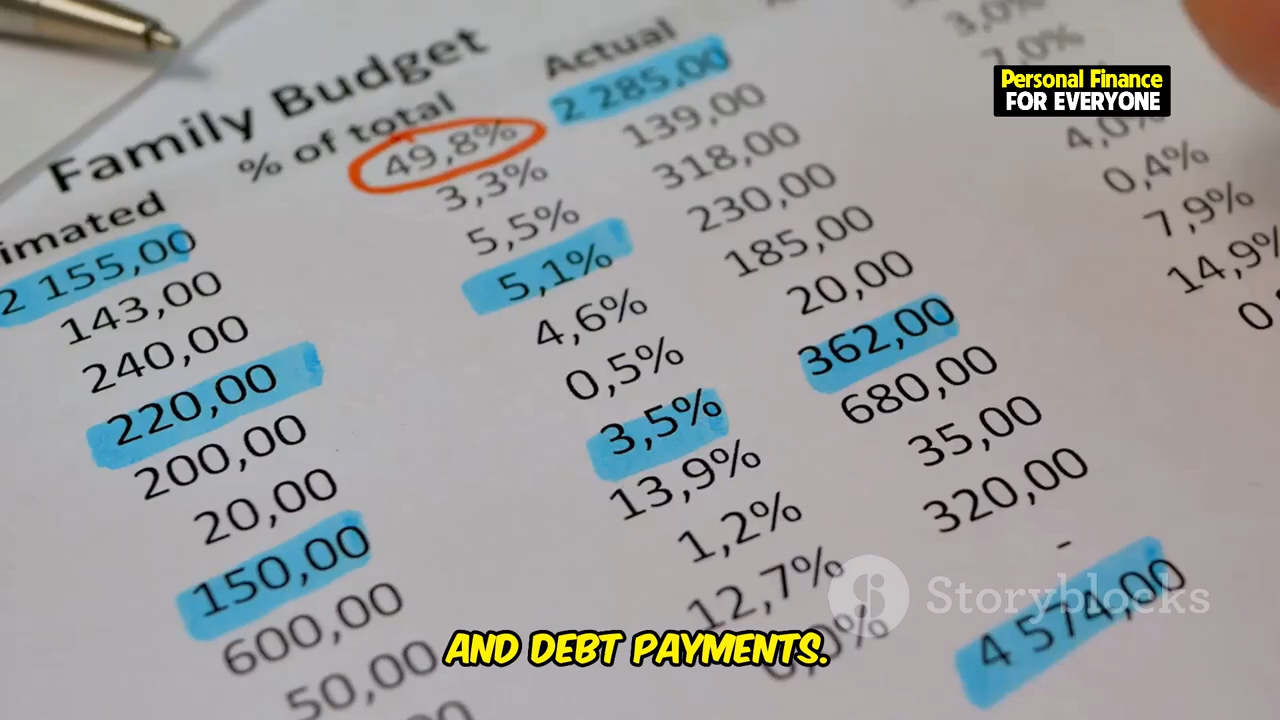 Personal Finance
FOR EVERYONE
Family Budget
imated % of total Actual
2 155,00 49,8% 2 285,00
143,00 3,3% 139,00 3,0%
240,00 5,5% 318,00 7,0%
220,00 5,1% 230,00
200,00 4,6% 185,00 4,0%
20,00 0,5% 20,00 0,4%
150,00 3,5% 362,00 7,9%
600,00 13,9% 680,00 14,9%
50,00 1,2% 35,00
12,7% 320,00
0,0% -
4 574,00
Storyblocks
AND DEBT PAYMENTS.